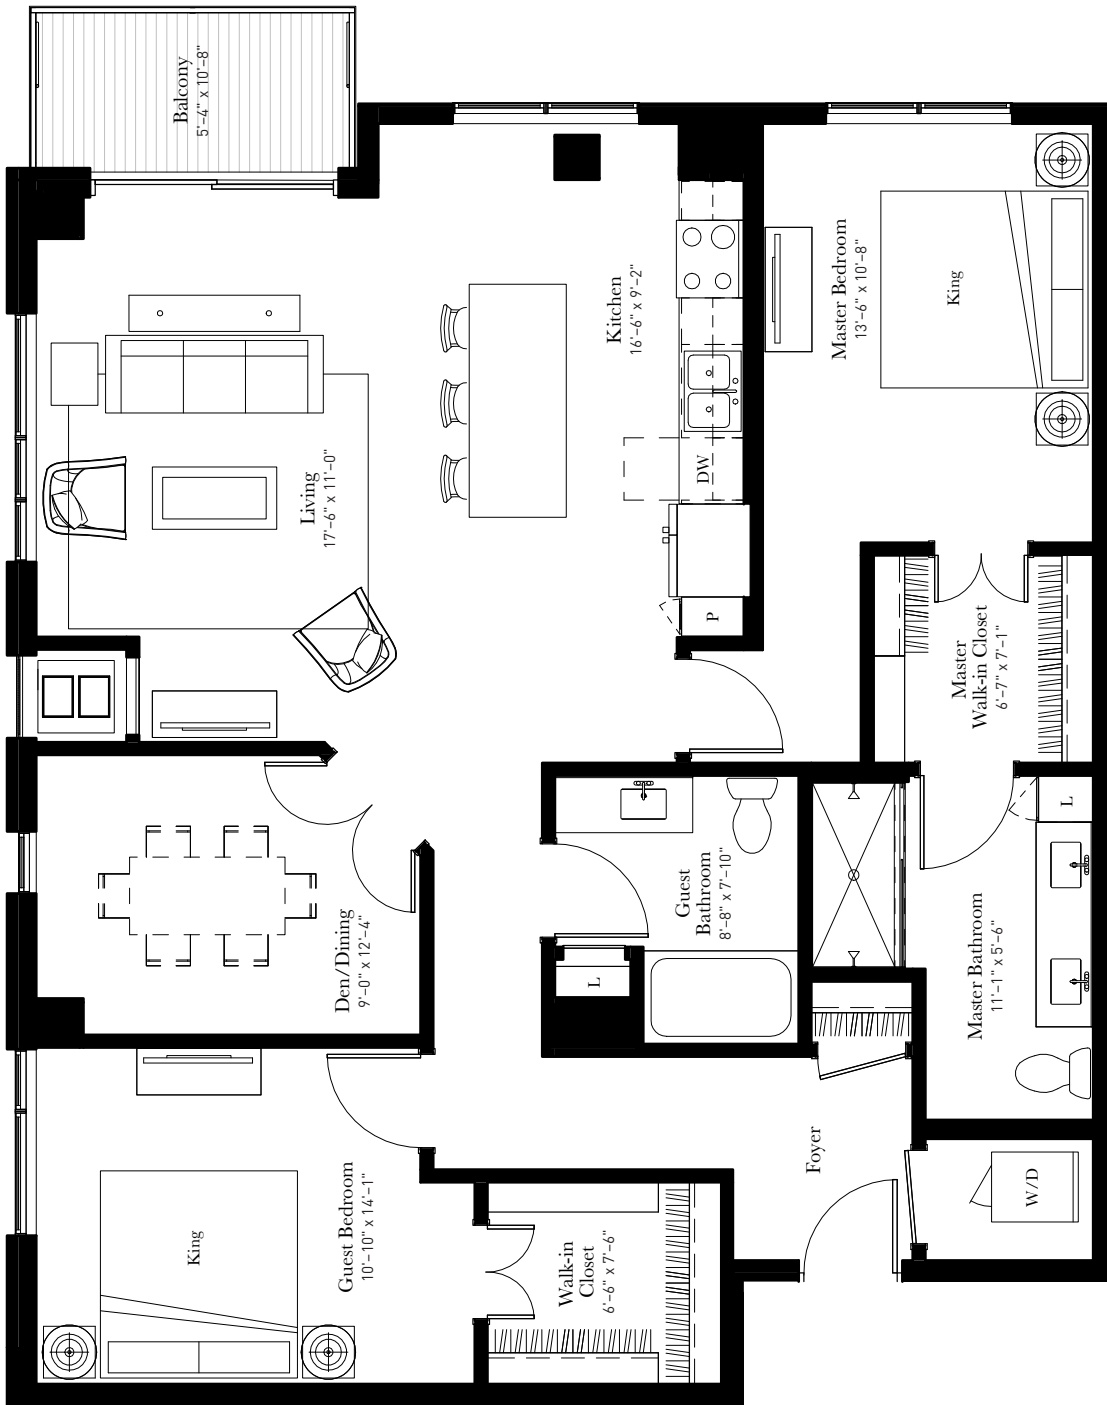 Balcony
5'-4" x 10'-8"
Living
17'-6" x 11'-0"
Kitchen
16'-6" x 9'-2"
DW
P
Master Bedroom
13'-6" x 10'-8"
King
Master
Walk-in Closet
6'-7" x 7'-1"
L
Master Bathroom
11'-1" x 5'-6"
Guest
Bathroom
8'-8" x 7'-10"
L
Den/Dining
9'-0" x 12'-4"
Guest Bedroom
10'-10" x 14'-1"
King
Walk-in
Closet
6'-6" x 7'-6"
Foyer
W/D